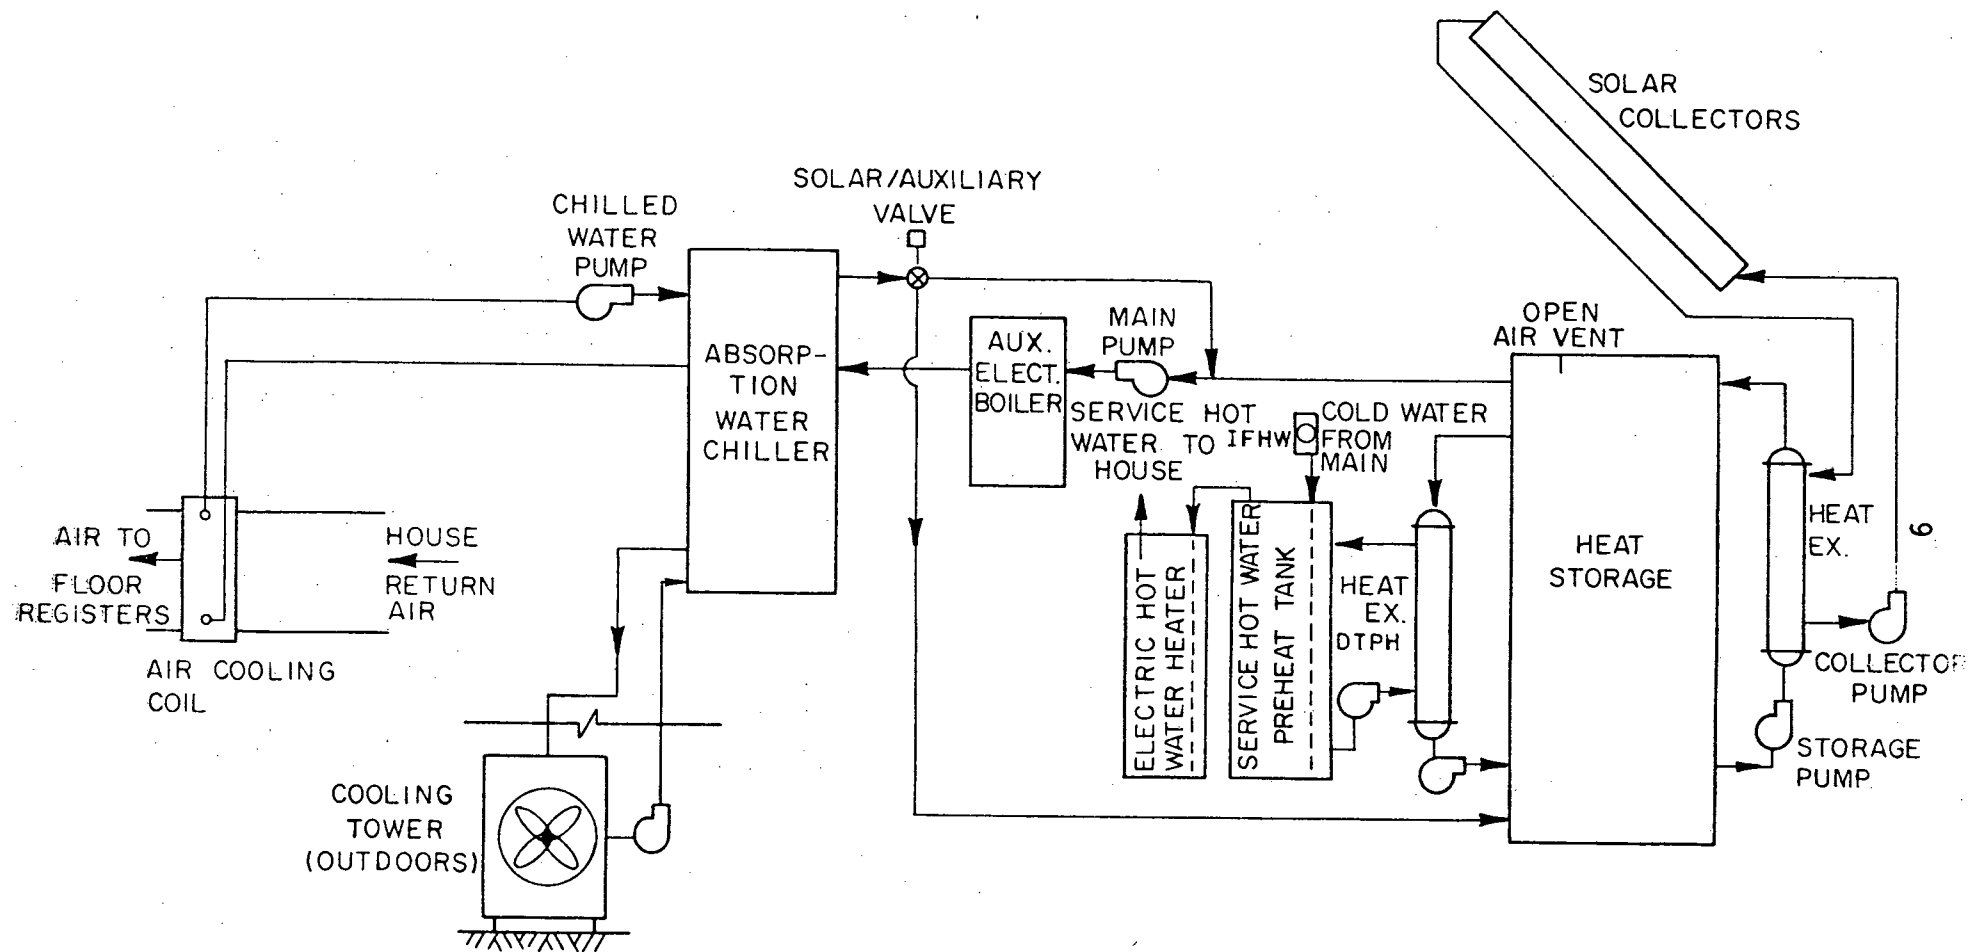 SOLAR
COLLECTORS
SOLAR/AUXILIARY
VALVE
CHILLED
WATER
PUMP
OPEN
AIR VENT
MAIN
PUMP
AUX.
ELECT.
BOILER
ABSORP-
TION
WATER
CHILLER
SERVICE HOT
WATER TO
HOUSE
IFHW
COLD WATER
FROM
MAIN
HEAT
EX.
6
HEAT
STORAGE
AIR TO
FLOOR
REGISTERS
HOUSE
RETURN
AIR
AIR COOLING
COIL
ELECTRIC HOT
WATER HEATER
SERVICE HOT WATER
PREHEAT TANK
HEAT
EX.
DTPH
COLLECTOR
PUMP
STORAGE
PUMP
COOLING
TOWER
(OUTDOORS)